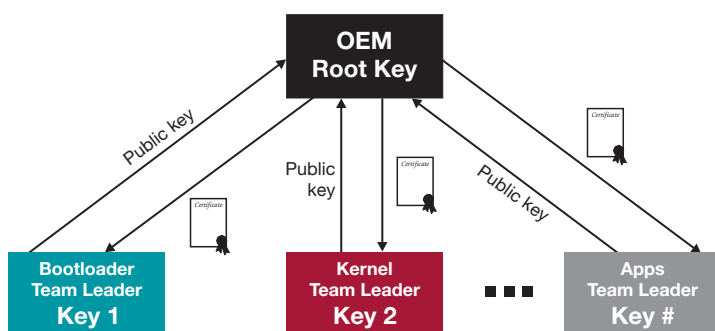 OEM
Root Key
Public key
Certificate
Certificate
Public
key
Certificate
Public key
Bootloader
Team Leader
Key 1
Kernel
Team Leader
Key 2
Apps
Team Leader
Key #